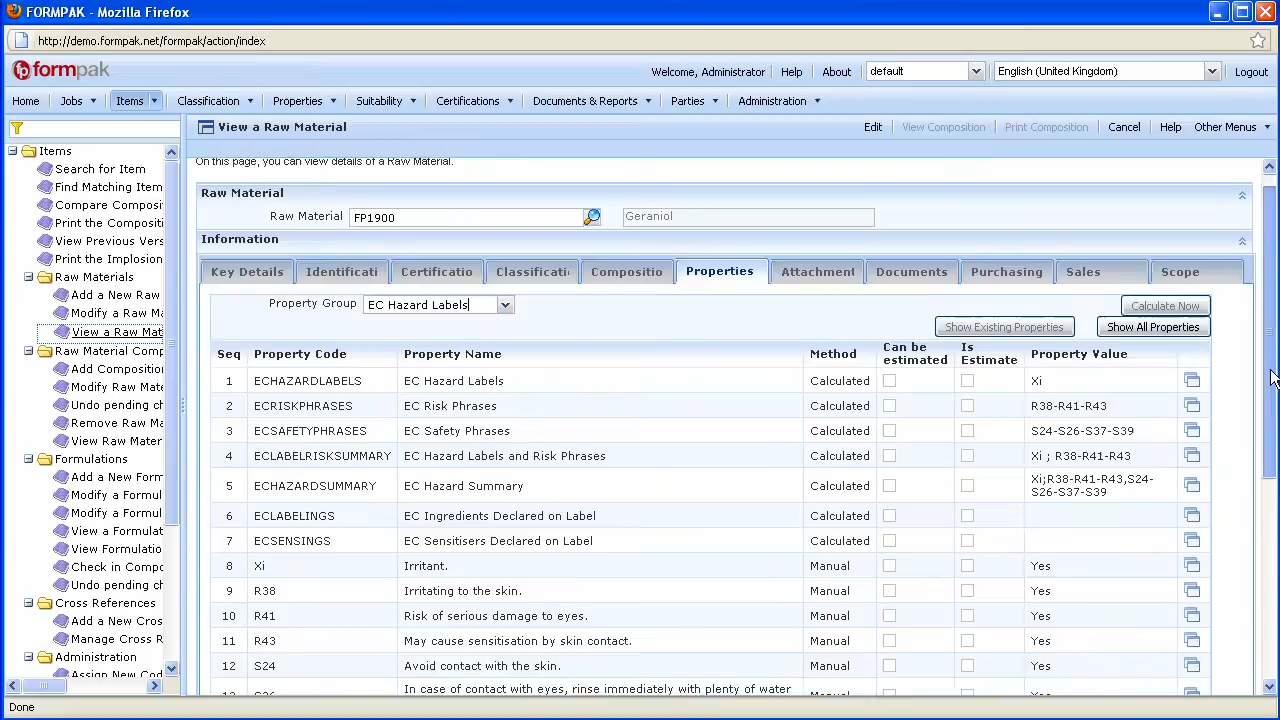 FORMPAK - Mozilla Firefox
http://demo.formpak.net/formpak/action/index
fp formpak
Welcome, Administrator Help About default English (United Kingdom) Logout
Home Jobs Items Classification Properties Suitability Certifications Documents & Reports Parties Administration
View a Raw Material Edit View Composition Print Composition Cancel Help Other Menus
On this page, you can view details of a Raw Material.
Items
Search for Item
Find Matching Item
Compare Composi
Print the Compositi
View Previous Vers
Print the Implosion
Raw Materials
Add a New Raw
Modify a Raw Ma
View a Raw Mat
Raw Material Comp
Add Composition
Modify Raw Mate
Undo pending ch
Remove Raw Mat
View Raw Mater
Formulations
Add a New Form
Modify a Formul
Modify a Formul
View a Formulat
View Formulatio
Check in Compo
Undo pending ch
Cross References
Add a New Cros
Manage Cross R
Administration
Assign New Cod
Raw Material
Raw Material FP1900 Geraniol
Information
Key Details Identificati Certificatio Classificati Compositio Properties Attachment Documents Purchasing Sales Scope
Property Group EC Hazard Labels Calculate Now
Show Existing Properties Show All Properties
Seq Property Code Property Name Method Can be estimated Is Estimate Property Value
1 ECHAZARDLABELS EC Hazard Labels Calculated Xi
2 ECRISKPHRASES EC Risk Phrases Calculated R38-R41-R43
3 ECSAFETYPHRASES EC Safety Phrases Calculated S24-S26-S37-S39
4 ECLABELRISKSUMMARY EC Hazard Labels and Risk Phrases Calculated Xi ; R38-R41-R43
5 ECHAZARDSUMMARY EC Hazard Summary Calculated Xi;R38-R41-R43,S24-
S26-S37-S39
6 ECLABELINGS EC Ingredients Declared on Label Calculated
7 ECSENSINGS EC Sensitisers Declared on Label Calculated
8 Xi Irritant. Manual Yes
9 R38 Irritating to the skin. Manual Yes
10 R41 Risk of serious damage to eyes. Manual Yes
11 R43 May cause sensitisation by skin contact. Manual Yes
12 S24 Avoid contact with the skin. Manual Yes
In case of contact with eyes, rinse immediately with plenty of water
Done